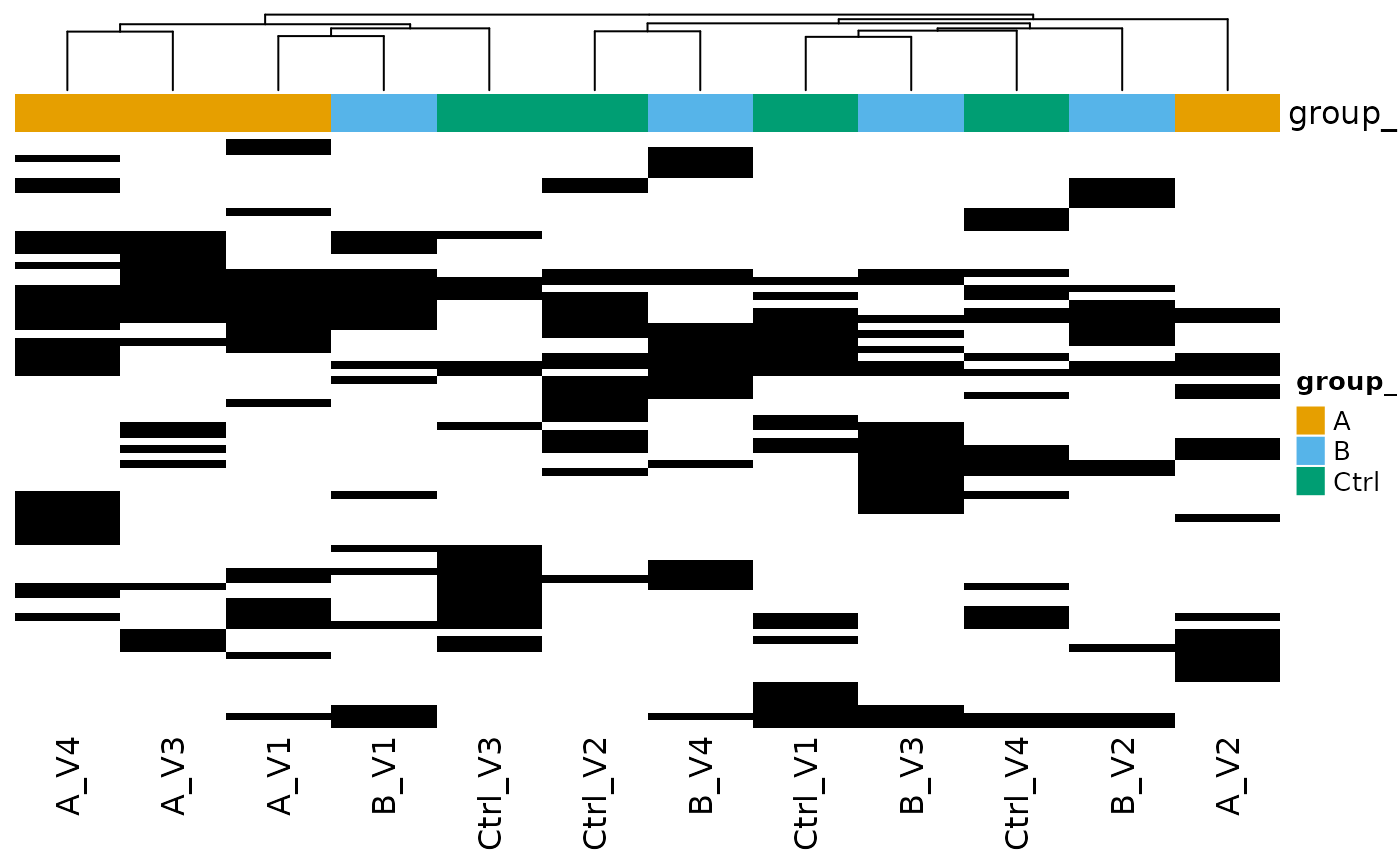 group_
group_
A
B
Ctrl
A_V4
A_V3
A_V1
B_V1
Ctrl_V3
Ctrl_V2
B_V4
Ctrl_V1
B_V3
Ctrl_V4
B_V2
A_V2